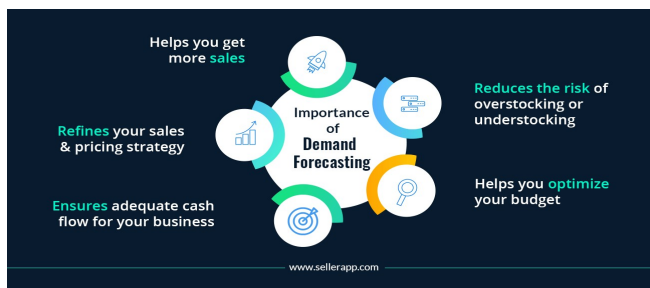 Helps you get
more sales
Importance
of
Demand
Forecasting
Reduces the risk of
overstocking or
understocking
Refines your sales
& pricing strategy
Helps you optimize
your budget
Ensures adequate cash
flow for your business
www.sellerapp.com